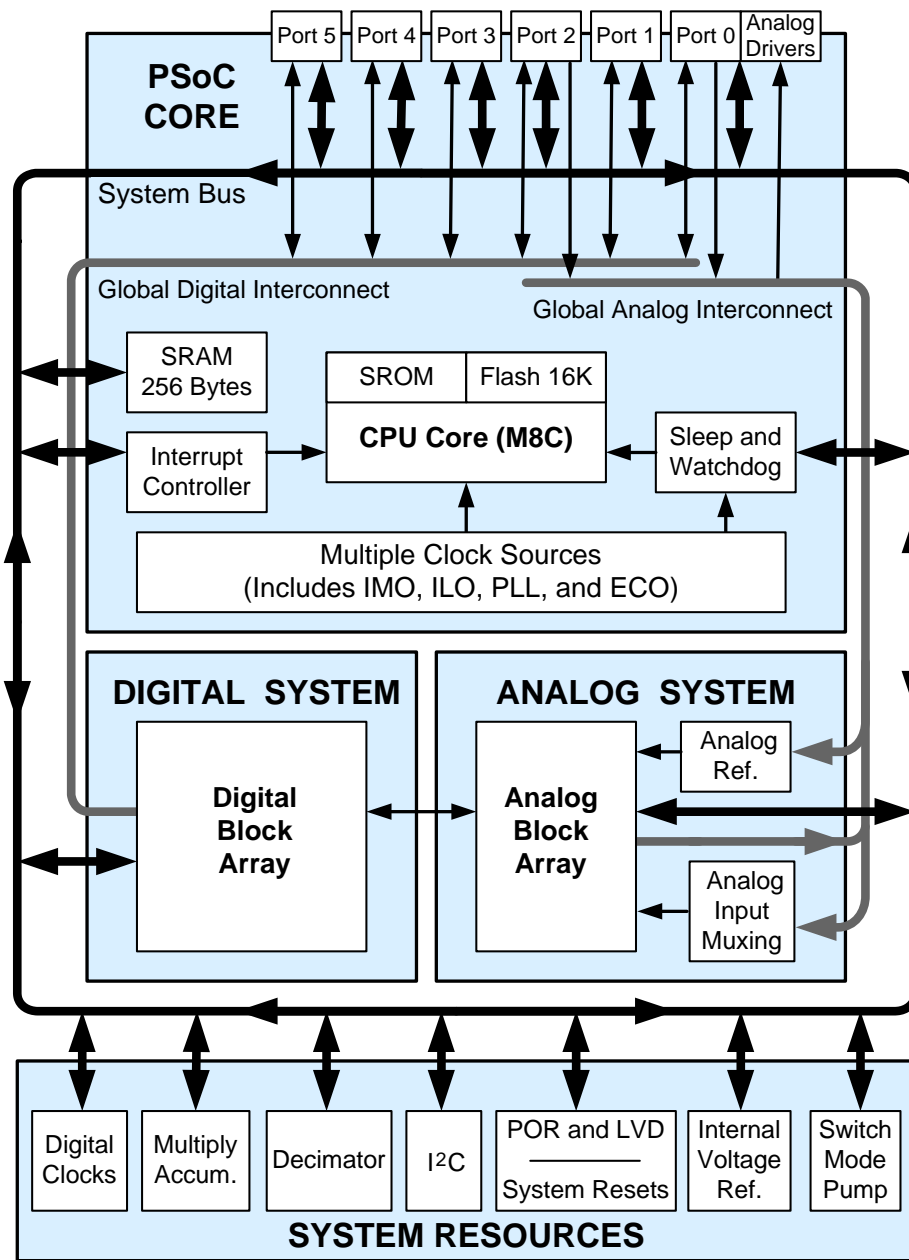 Port 5
Port 4
Port 3
Port 2
Port 1
Port 0
Analog
Drivers
PSoC
CORE
System Bus
Global Digital Interconnect
Global Analog Interconnect
SRAM
256 Bytes
SROM
Flash 16K
CPU Core (M8C)
Interrupt
Controller
Sleep and
Watchdog
Multiple Clock Sources
(Includes IMO, ILO, PLL, and ECO)
DIGITAL SYSTEM
ANALOG SYSTEM
Digital
Block
Array
Analog
Block
Array
Analog
Ref.
Analog
Input
Muxing
Digital
Clocks
Multiply
Accum.
Decimator
I²C
POR and LVD
System Resets
Internal
Voltage
Ref.
Switch
Mode
Pump
SYSTEM RESOURCES